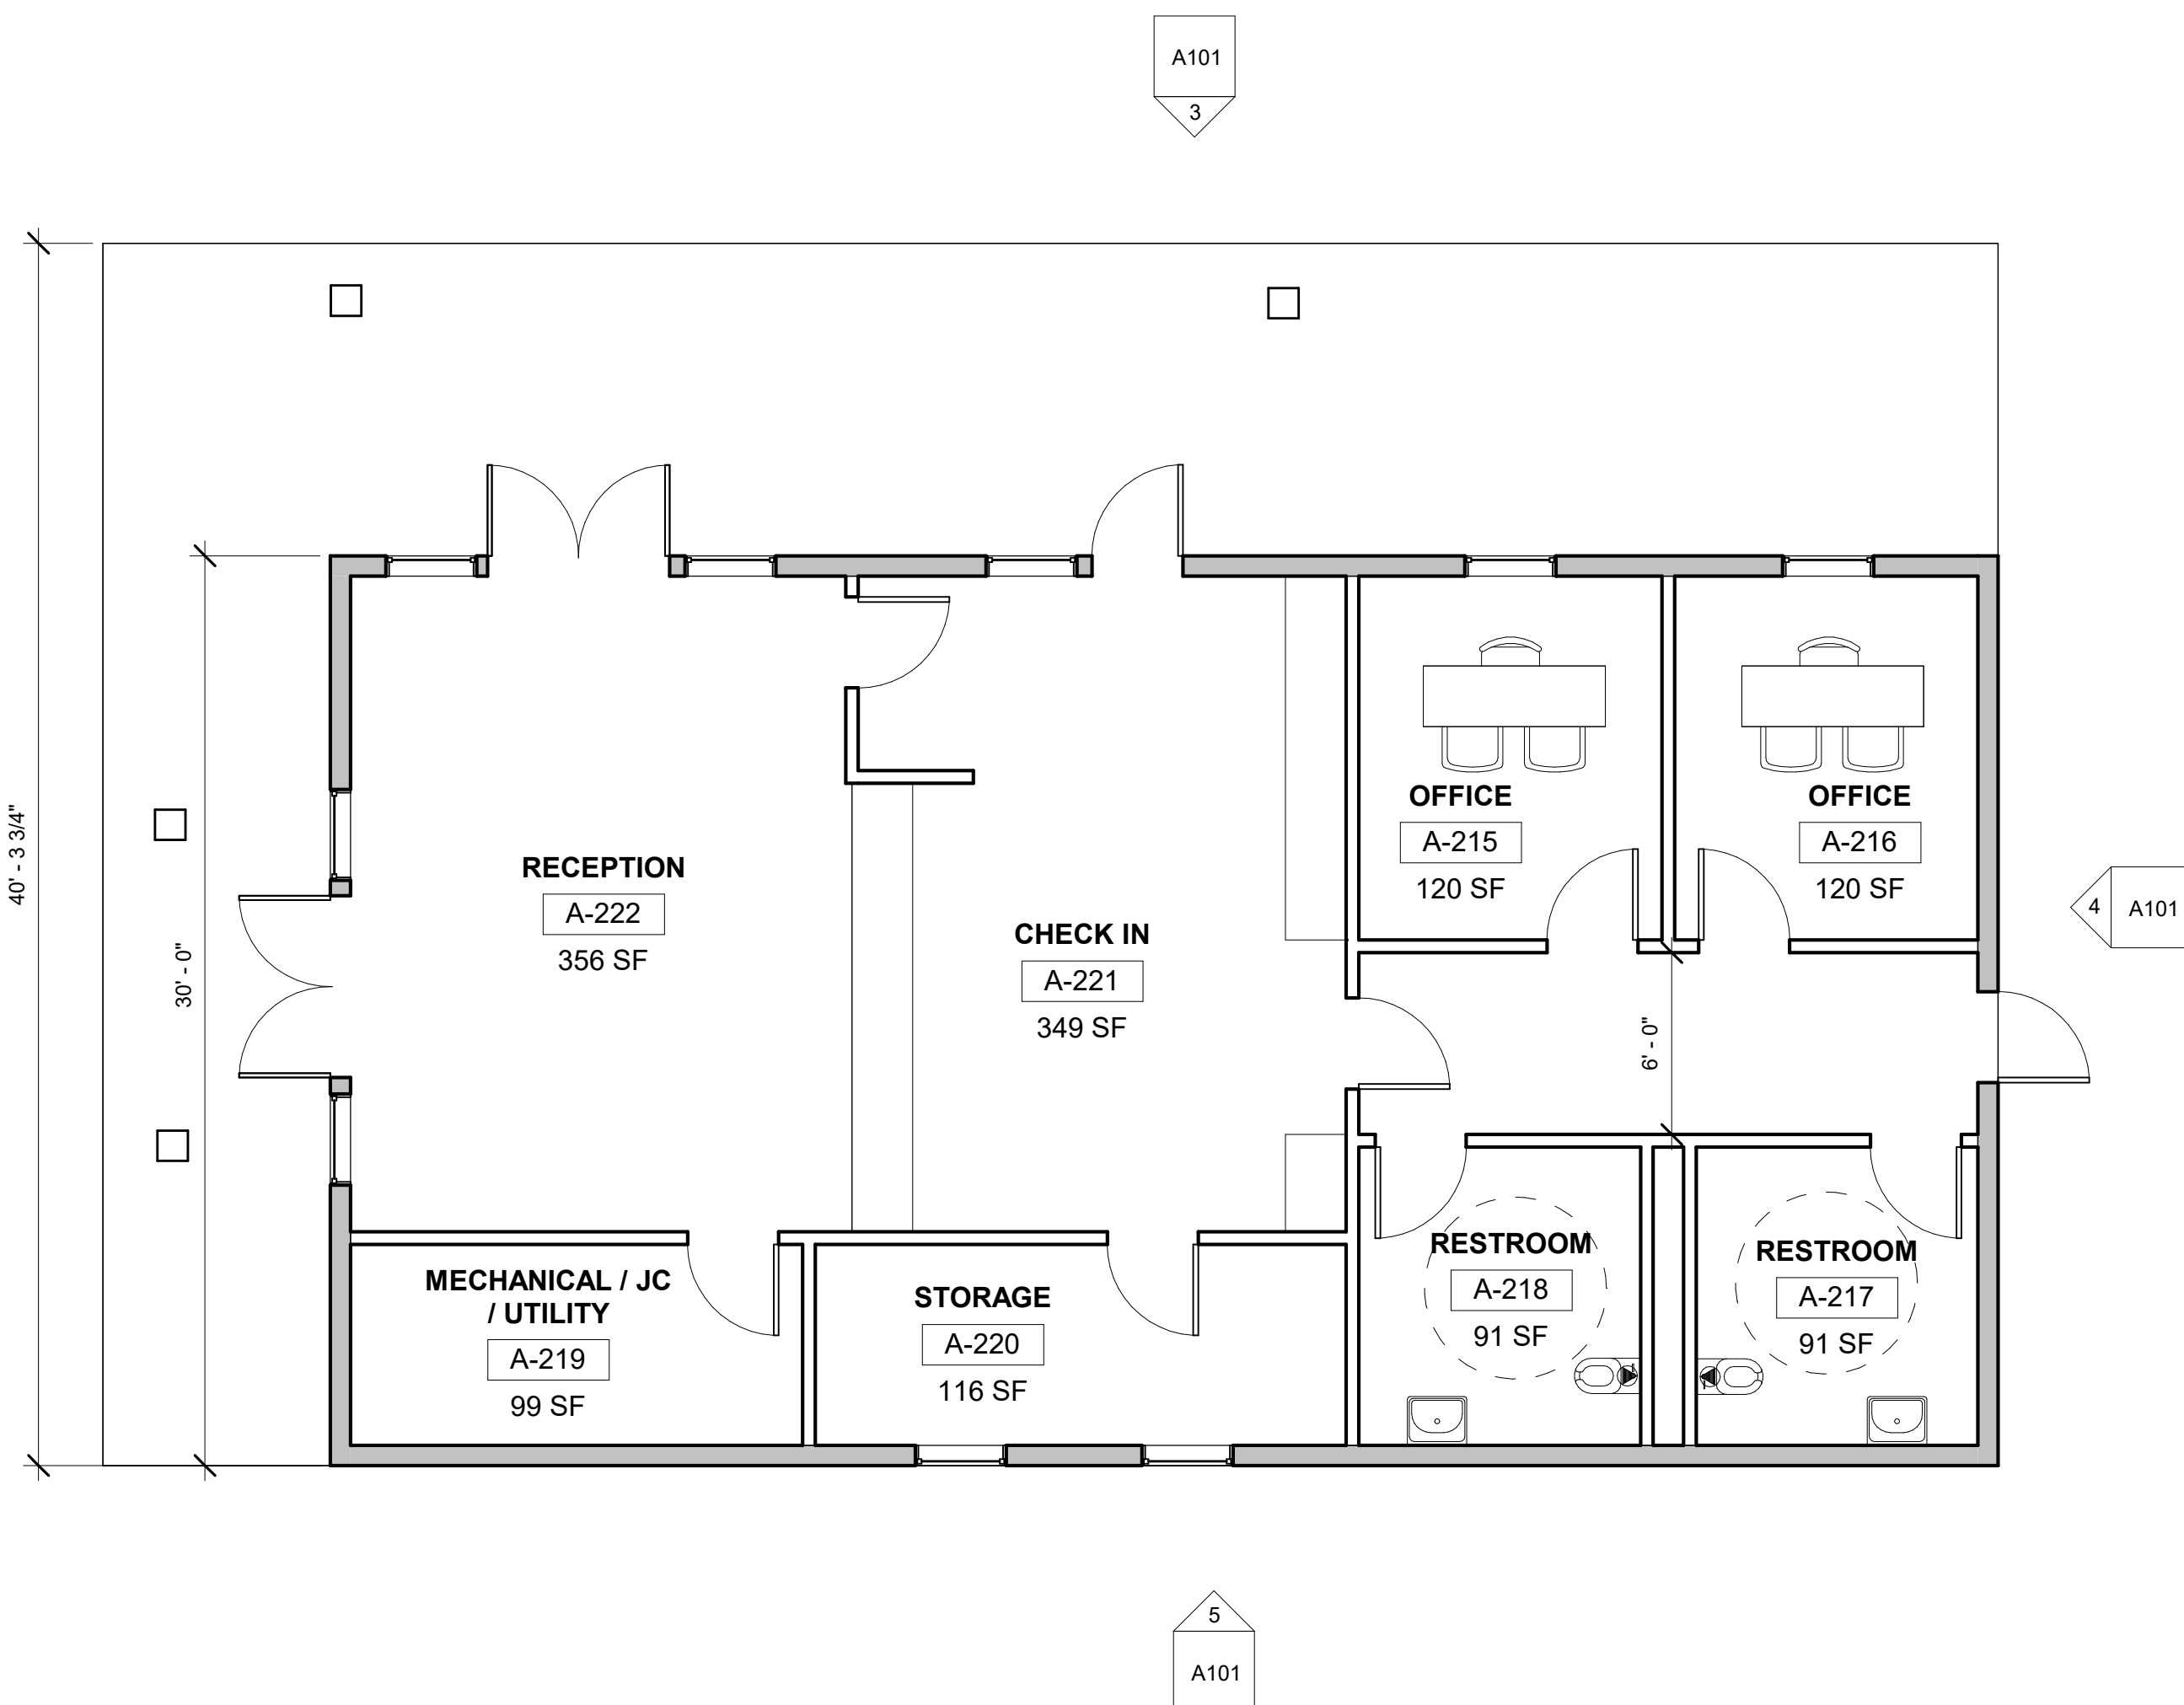 A101
3
40' - 3 3/4"
30' - 0"
RECEPTION
A-222
356 SF
CHECK IN
A-221
349 SF
OFFICE
A-215
120 SF
OFFICE
A-216
120 SF
4
A101
6' - 0"
MECHANICAL / JC
/ UTILITY
A-219
99 SF
STORAGE
A-220
116 SF
RESTROOM
A-218
91 SF
RESTROOM
A-217
91 SF
5
A101